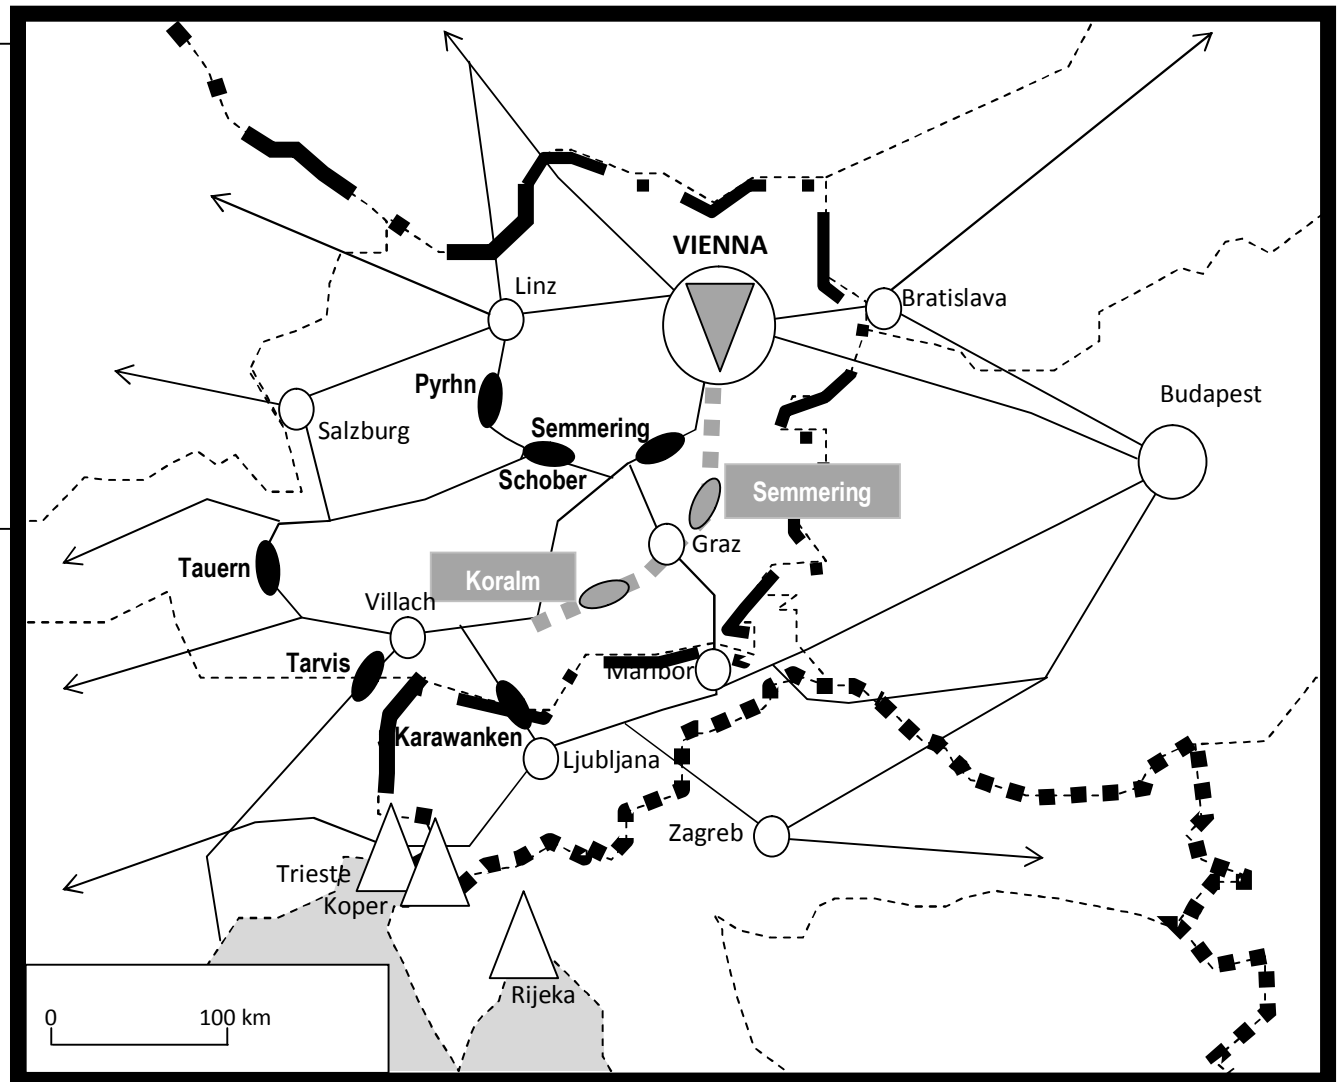 VIENNA
Linz
Bratislava
Pyrhn
Budapest
Salzburg
Semmering
Schober
Semmering
Graz
Tauern
Koralm
Villach
Tarvis
Maribor
Karawanken
Ljubljana
Zagreb
Trieste
Koper
Rijeka
0 100 km